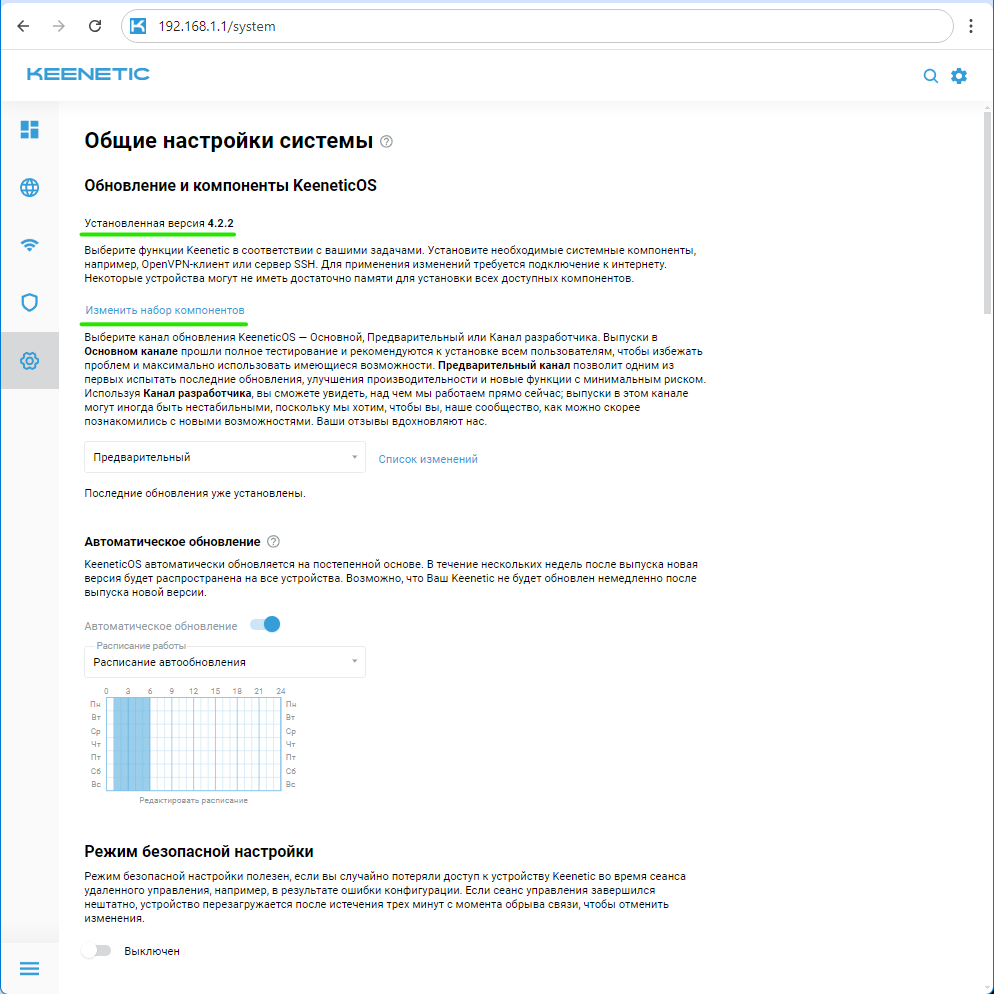 192.168.1.1/system
KEENETIC
Общие настройки системы
Обновление и компоненты KeeneticOS
Установленная версия 4.2.2
Выберите функции Keenetic в соответствии с вашими задачами. Установите необходимые системные компоненты,
например, OpenVPN-клиент или сервер SSH. Для применения изменений требуется подключение к интернету.
Некоторые устройства могут не иметь достаточно памяти для установки всех доступных компонентов.
Изменить набор компонентов
Выберите канал обновления KeeneticOS — Основной, Предварительный или Канал разработчика. Выпуски в
Основном канале прошли полное тестирование и рекомендуются к установке всем пользователям, чтобы избежать
проблем и максимально использовать имеющиеся возможности. Предварительный канал позволит одним из
первых испытать последние обновления, улучшения производительности и новые функции с минимальным риском.
Используя Канал разработчика, вы сможете увидеть, над чем мы работаем прямо сейчас; выпуски в этом канале
могут иногда быть нестабильными, поскольку мы хотим, чтобы вы, наше сообщество, как можно скорее
познакомились с новыми возможностями. Ваши отзывы вдохновляют нас.
Предварительный
Список изменений
Последние обновления уже установлены.
Автоматическое обновление
KeeneticOS автоматически обновляется на постепенной основе. В течение нескольких недель после выпуска новая
версия будет распространена на все устройства. Возможно, что Ваш Keenetic не будет обновлен немедленно после
выпуска новой версии.
Автоматическое обновление
Расписание работы
Расписание автообновления
0 3 6 9 12 15 18 21 24
Пн Пн
Вт Вт
Ср Ср
Чт Чт
Пт Пт
Сб Сб
Вс Вс
Редактировать расписание
Режим безопасной настройки
Режим безопасной настройки полезен, если вы случайно потеряли доступ к устройству Keenetic во время сеанса
удаленного управления, например, в результате ошибки конфигурации. Если сеанс управления завершился
нештатно, устройство перезагружается после истечения трех минут с момента обрыва связи, чтобы отменить
изменения.
Выключен